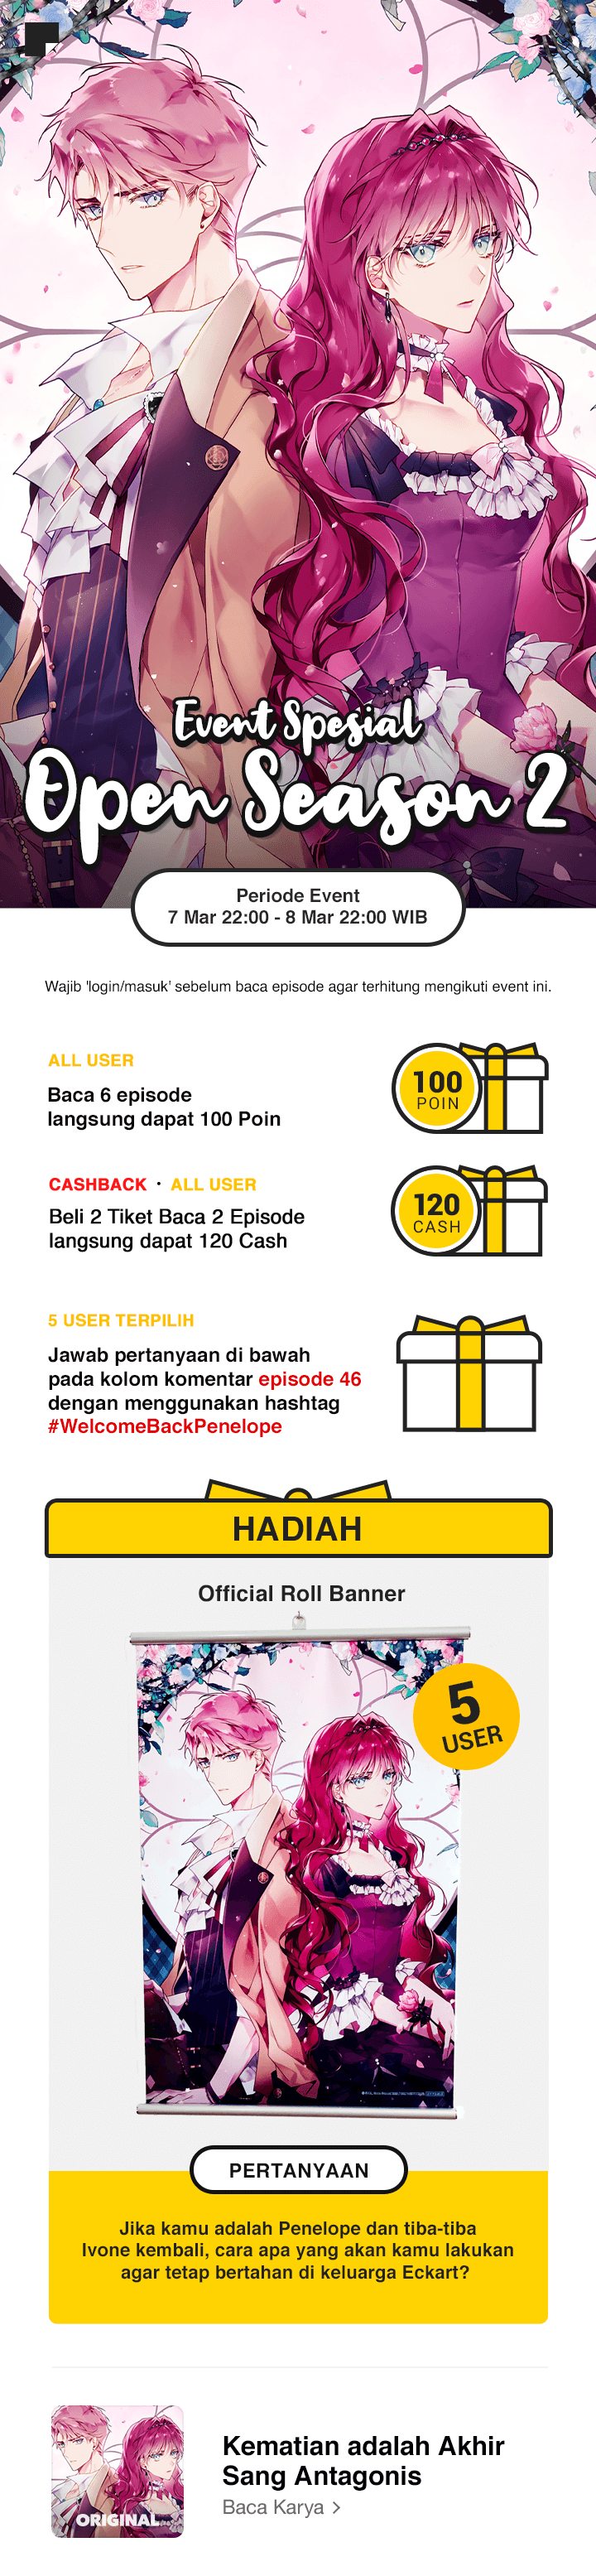 Event Spesial
Open Season 2
Periode Event
7 Mar 22:00 - 8 Mar 22:00 WIB
Wajib 'login/masuk' sebelum baca episode agar terhitung mengikuti event ini.
ALL USER
Baca 6 episode
langsung dapat 100 Poin
100
POIN
CASHBACK · ALL USER
Beli 2 Tiket Baca 2 Episode
langsung dapat 120 Cash
120
CASH
5 USER TERPILIH
Jawab pertanyaan di bawah
pada kolom komentar episode 46
dengan menggunakan hashtag
#WelcomeBackPenelope
HADIAH
Official Roll Banner
5
USER
PERTANYAAN
Jika kamu adalah Penelope dan tiba-tiba
Ivone kembali, cara apa yang akan kamu lakukan
agar tetap bertahan di keluarga Eckart?
Kematian adalah Akhir
Sang Antagonis
Baca Karya >
ORIGINAL